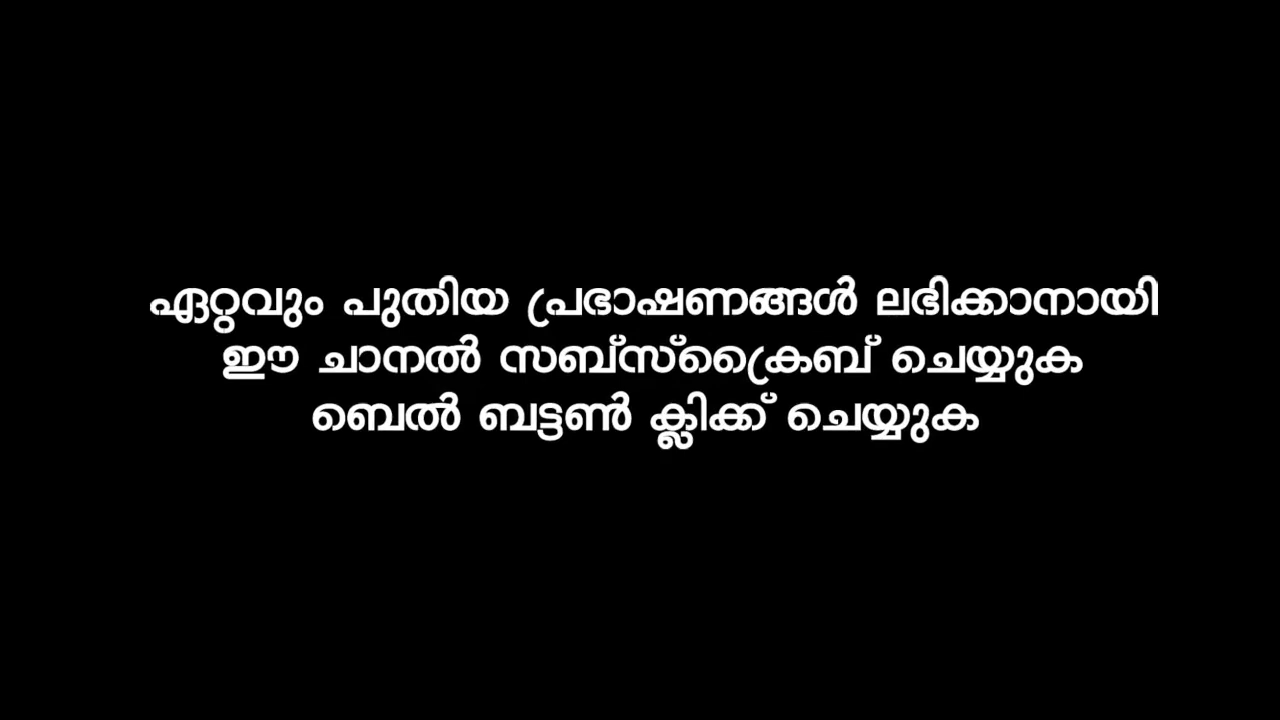 ഏറ്റവും പുതിയ പ്രഭാഷണങ്ങൾ ലഭിക്കാനായി
ഈ ചാനൽ സബ്സ്ക്രൈബ് ചെയ്യുക
ബെൽ ബട്ടൺ ക്ലിക്ക് ചെയ്യുക